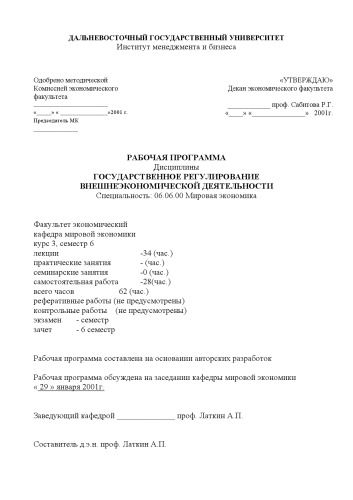 ДАЛЬНЕВОСТОЧНЫЙ ГОСУДАРСТВЕННЫЙ УНИВЕРСИТЕТ
Институт менеджмента и бизнеса
Одобрено методической
Комиссией экономического
факультета
____________________
«____» «______________»2001 г.
Председатель МК
____________
«УТВЕРЖДАЮ»
Декан экономического факультета
____________ проф. Сабитова Р.Г.
«____» «______________» 2001г.
РАБОЧАЯ ПРОГРАММА
Дисциплины
ГОСУДАРСТВЕННОЕ РЕГУЛИРОВАНИЕ
ВНЕШНЕЭКОНОМИЧЕСКОЙ ДЕЯТЕЛЬНОСТИ
Специальность: 06.06.00 Мировая экономика
Факультет экономический
кафедра мировой экономики
курс 3, семестр 6
лекции -34 (час.)
практические занятия - (час.)
семинарские занятия -0 (час.)
самостоятельная работа -28(час.)
всего часов 62 (час.)
реферативные работы (не предусмотрены)
контрольные работы (не предусмотрены)
экзамен - семестр
зачет - 6 семестр
Рабочая программа составлена на основании авторских разработок
Рабочая программа обсуждена на заседании кафедры мировой экономики
« 29 » января 2001г.
Заведующий кафедрой _______________ проф. Латкин А.П.
Составитель д.э.н. проф. Латкин А.П.